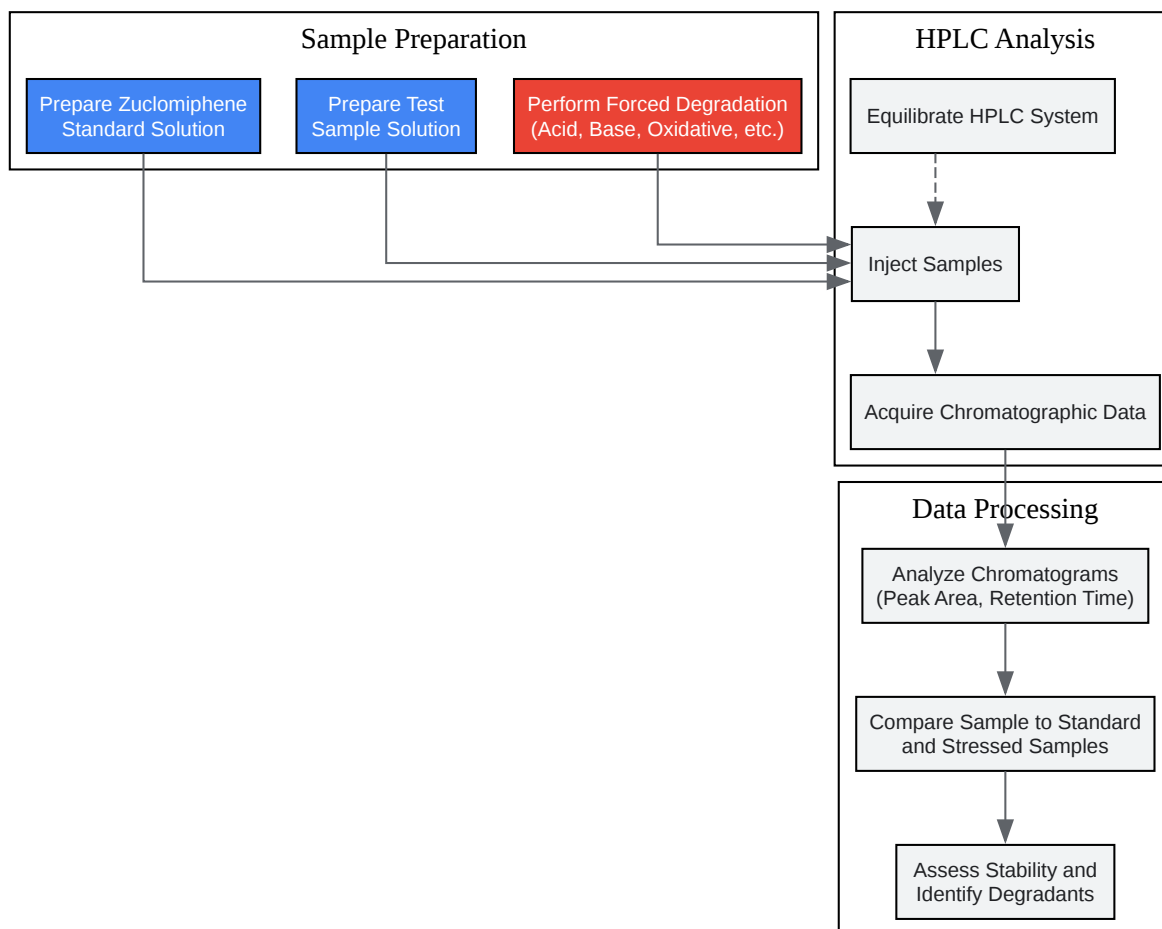 Sample Preparation
Prepare Zuclomiphene
Standard Solution
Prepare Test
Sample Solution
Perform Forced Degradation
(Acid, Base, Oxidative, etc.)
HPLC Analysis
Equilibrate HPLC System
Inject Samples
Acquire Chromatographic Data
Data Processing
Analyze Chromatograms
(Peak Area, Retention Time)
Compare Sample to Standard
and Stressed Samples
Assess Stability and
Identify Degradants